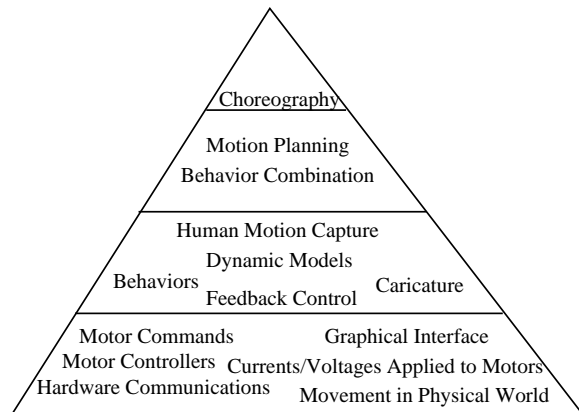 Choreography
Motion Planning
Behavior Combination
Human Motion Capture
Dynamic Models
Behaviors
Caricature
Feedback Control
Motor Commands
Graphical Interface
Motor Controllers
Currents/Voltages Applied to Motors
Hardware Communications
Movement in Physical World